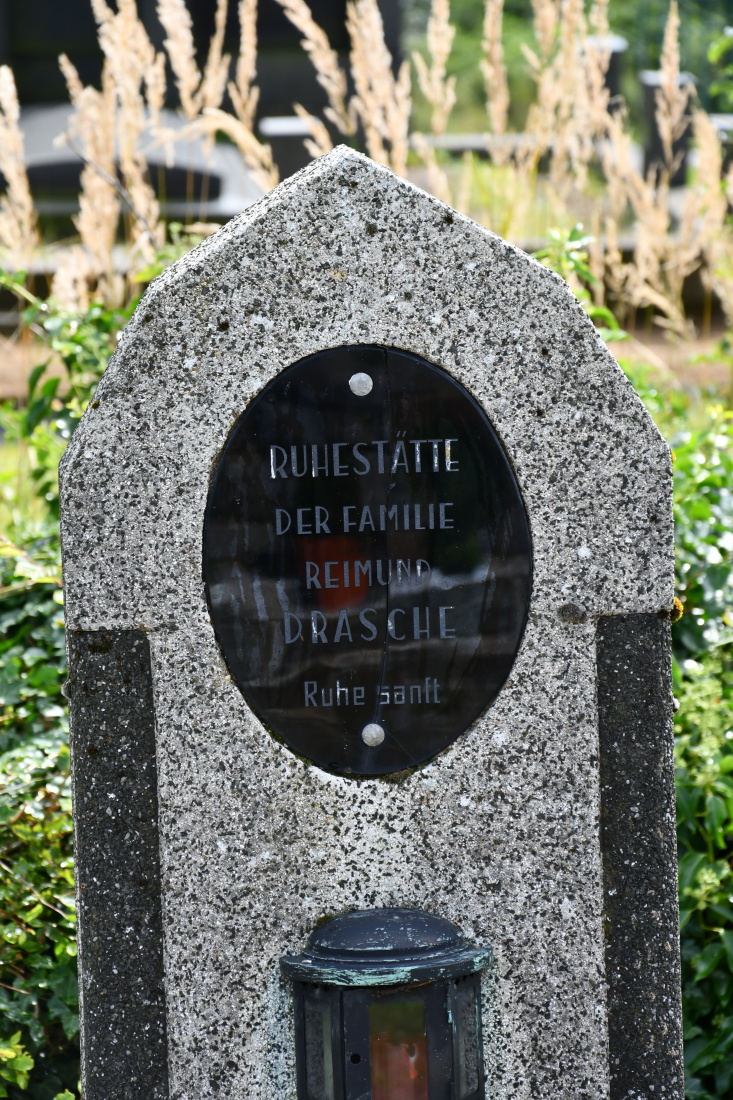 RUHESTÄTTE
DER FAMILIE
REIMUND
DRASCHE
Ruhe sanft